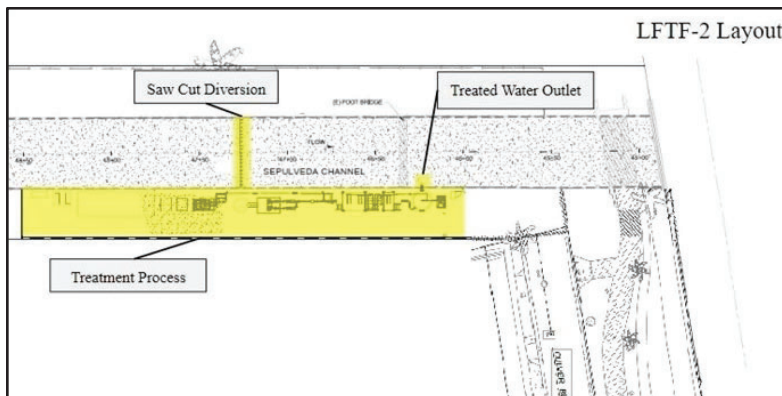 LFTF-2 Layout
Saw Cut Diversion
Treated Water Outlet
(E) FOOT BRIDGE
FLOW
SEPULVEDA CHANNEL
Treatment Process